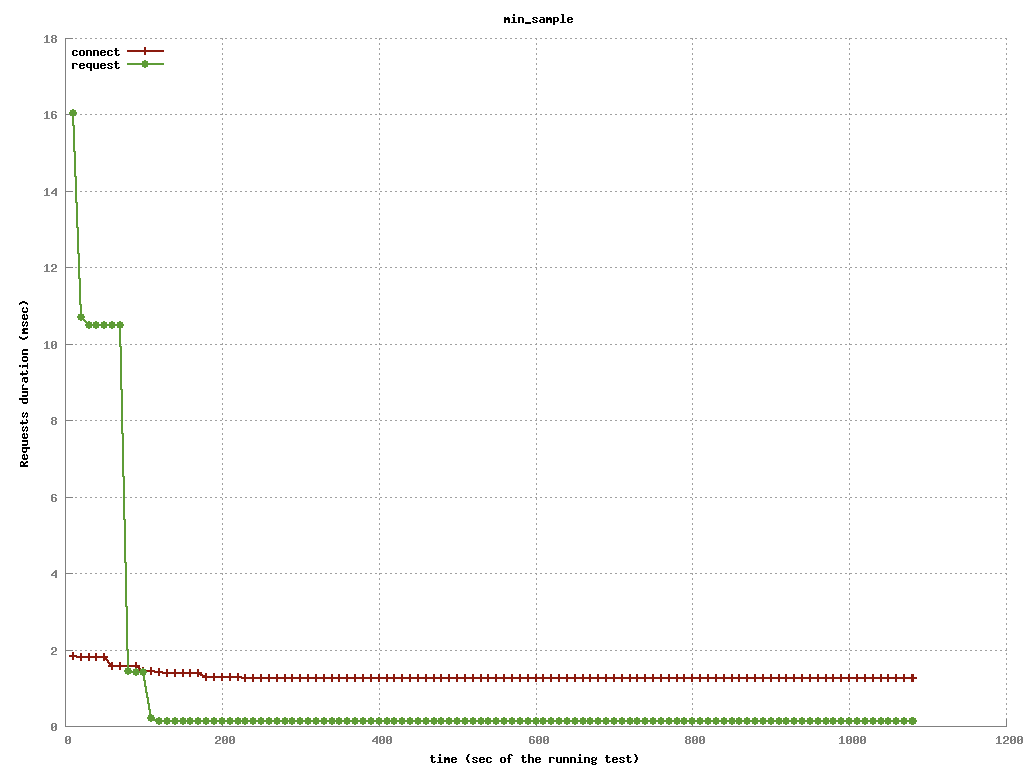 min_sample
18
connect
request
16
14
12
10
8
6
4
2
0
Requests duration (msec)
0 200 400 600 800 1000 1200
time (sec of the running test)